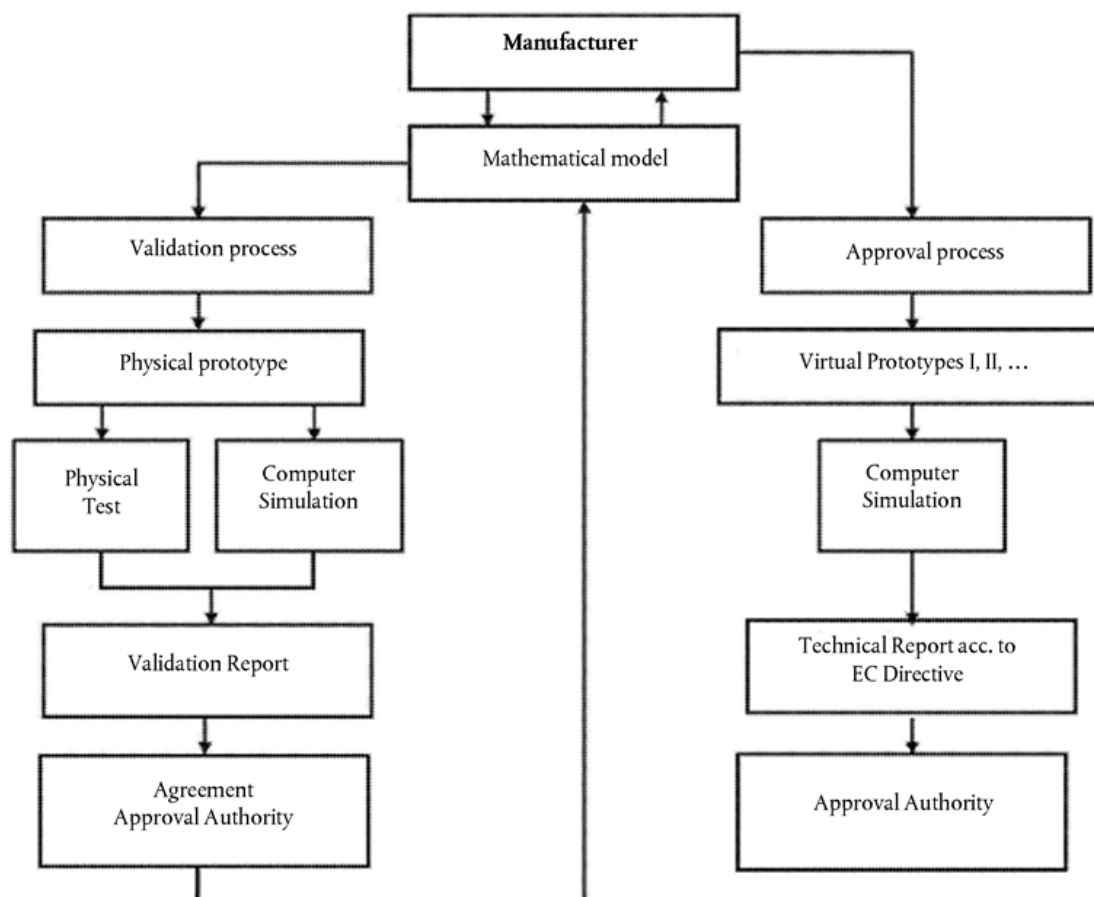 Manufacturer
Mathematical model
Validation process
Approval process
Physical prototype
Virtual Prototypes I, II, …
Physical
Test
Computer
Simulation
Computer
Simulation
Validation Report
Technical Report acc. to
EC Directive
Agreement
Approval Authority
Approval Authority